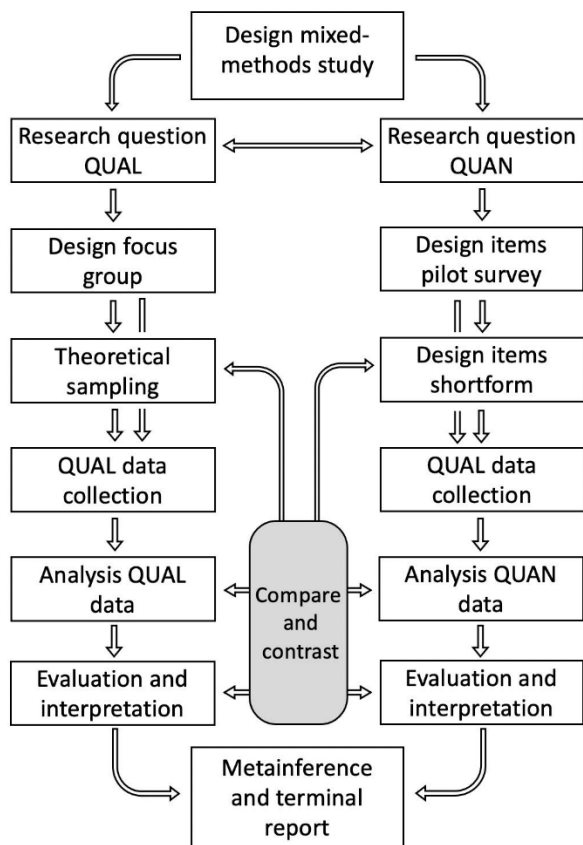 Design mixed-
methods study
Research question
QUAL
Research question
QUAN
Design focus
group
Design items
pilot survey
Theoretical
sampling
Design items
shortform
QUAL data
collection
QUAL data
collection
Analysis QUAL
data
Compare
and
contrast
Analysis QUAN
data
Evaluation and
interpretation
Evaluation and
interpretation
Metainference
and terminal
report